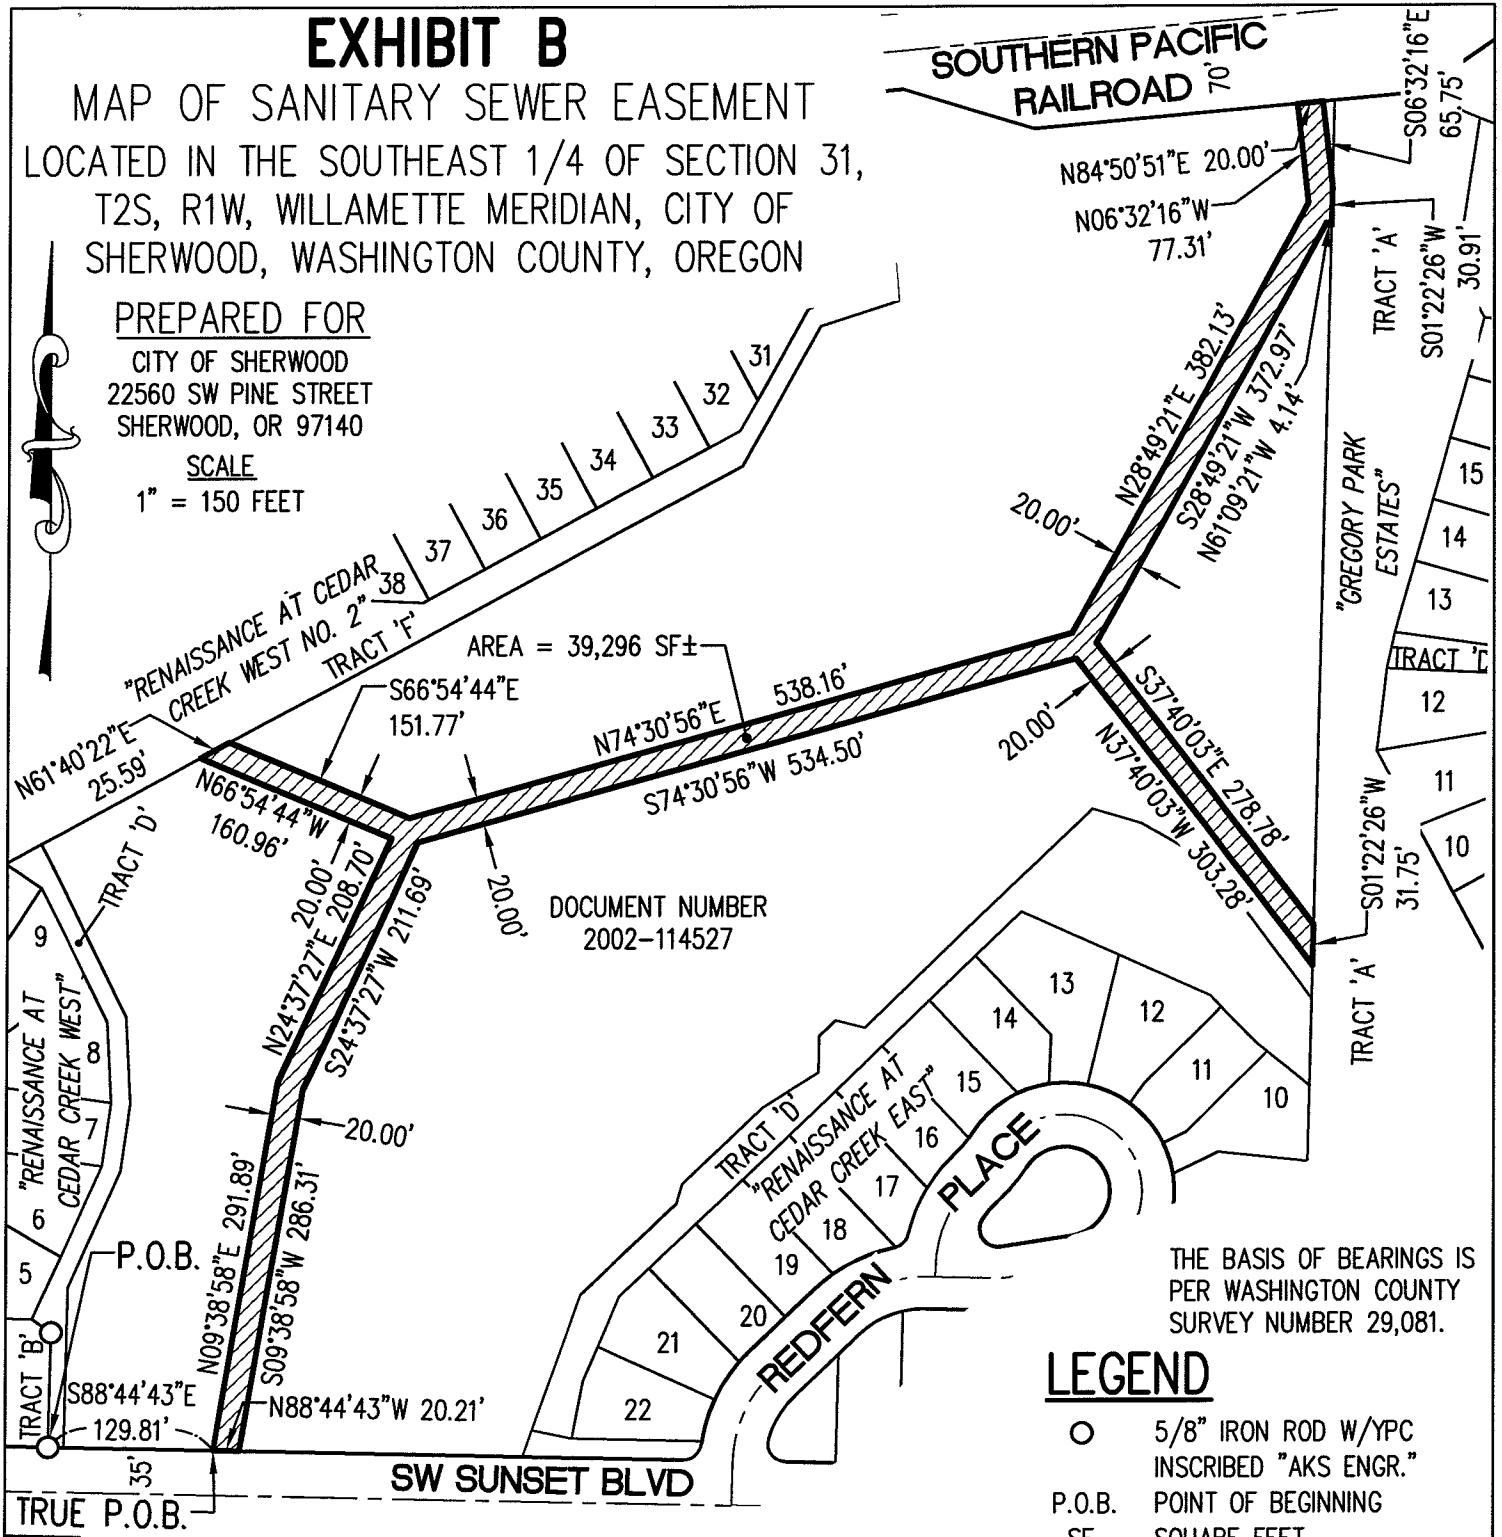 EXHIBIT B
MAP OF SANITARY SEWER EASEMENT
LOCATED IN THE SOUTHEAST 1/4 OF SECTION 31,
T2S, R1W, WILLAMETTE MERIDIAN, CITY OF
SHERWOOD, WASHINGTON COUNTY, OREGON
PREPARED FOR
CITY OF SHERWOOD
22560 SW PINE STREET
SHERWOOD, OR 97140
SCALE
1" = 150 FEET
SOUTHERN PACIFIC
RAILROAD
70'
S06°32'16"E
65.75'
N84°50'51"E 20.00'
N06°32'16"W
77.31'
TRACT 'A'
S01°22'26"W
30.91'
N28°49'21"E 382.13'
S28°49'21"W 372.97'
N61°09'21"W 4.14'
20.00'
"GREGORY PARK
ESTATES"
15
14
13
TRACT 'D'
12
11
10
31
32
33
34
35
36
37
38
"RENAISSANCE AT CEDAR
CREEK WEST NO. 2"
TRACT 'F'
AREA = 39,296 SF±
S66°54'44"E
151.77'
N74°30'56"E
538.16'
S74°30'56"W 534.50'
N61°40'22"E
25.59'
N66°54'44"W
160.96'
20.00'
20.00'
20.00'
S37°40'03"E 278.78'
N37°40'03"W 303.28'
S01°22'26"W
31.75'
TRACT 'A'
TRACT 'D'
N24°37'27"E 208.70'
S24°37'27"W 211.69'
DOCUMENT NUMBER
2002-114527
9
8
7
6
5
"RENAISSANCE AT
CEDAR CREEK WEST"
20.00'
N09°38'58"E 291.89'
S09°38'58"W 286.31'
P.O.B.
TRACT 'B'
S88°44'43"E
129.81'
N88°44'43"W 20.21'
35'
TRUE P.O.B.
SW SUNSET BLVD
TRACT 'D'
"RENAISSANCE AT
CEDAR CREEK EAST"
13
12
14
11
15
10
16
17
18
19
20
21
22
REDFERN
PLACE
THE BASIS OF BEARINGS IS
PER WASHINGTON COUNTY
SURVEY NUMBER 29,081.
LEGEND
5/8" IRON ROD W/YPC
INSCRIBED "AKS ENGR."
P.O.B. POINT OF BEGINNING
SF SQUARE FEET